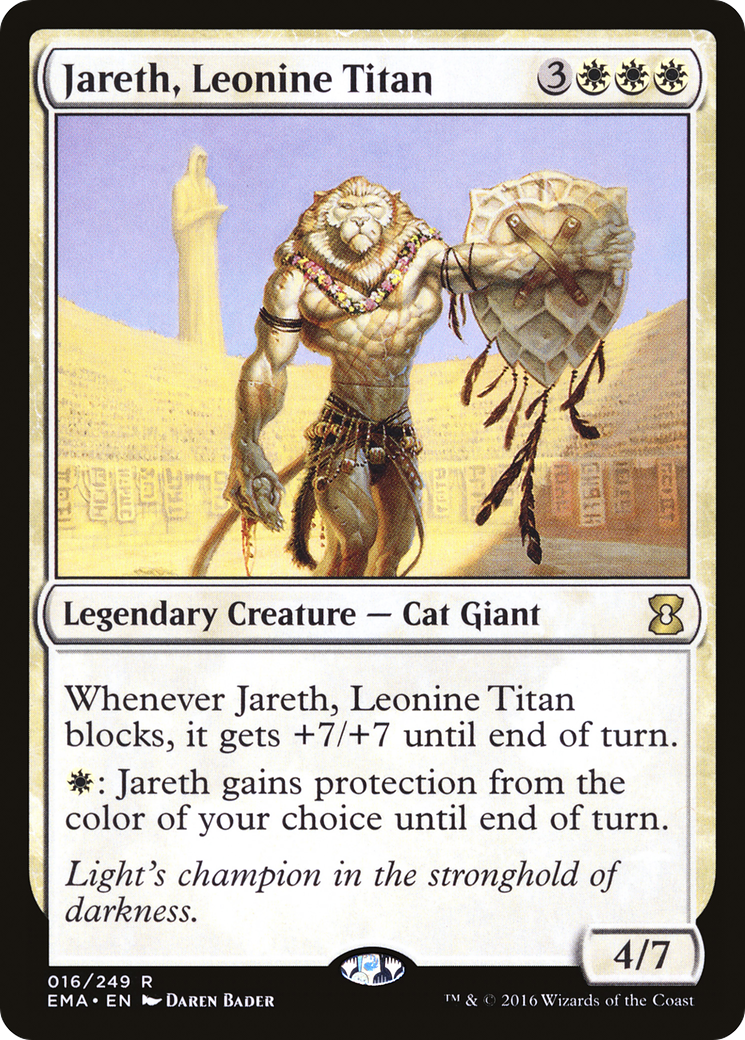 Jareth, Leonine Titan 3
Legendary Creature — Cat Giant
Whenever Jareth, Leonine Titan
blocks, it gets +7/+7 until end of turn.
: Jareth gains protection from the
color of your choice until end of turn.
Light's champion in the stronghold of
darkness.
4/7
016/249 R
EMA • EN Daren Bader
™ & © 2016 Wizards of the Coast